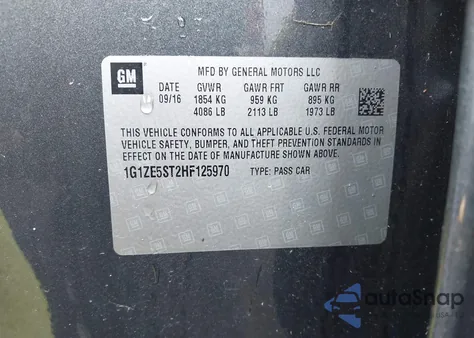 GM
MFD BY GENERAL MOTORS LLC
DATE GVWR GAWR FRT GAWR RR
09/16 1854 KG 959 KG 895 KG
4086 LB 2113 LB 1973 LB
THIS VEHICLE CONFORMS TO ALL APPLICABLE U.S. FEDERAL MOTOR
VEHICLE SAFETY, BUMPER, AND THEFT PREVENTION STANDARDS
IN EFFECT ON THE DATE OF MANUFACTURE SHOWN ABOVE.
1G1ZE5ST2HF125970 TYPE: PASS CAR
autoSnap